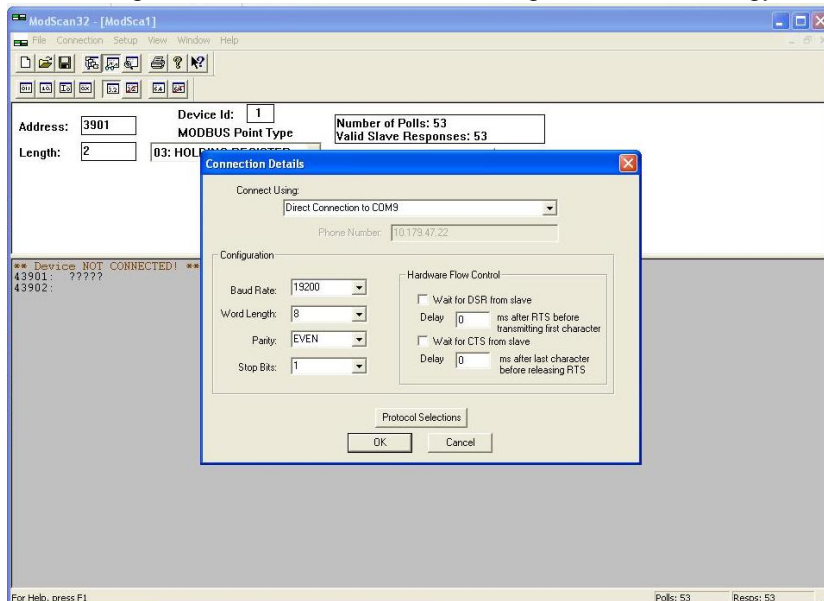 ModScan32 - [ModSca1]
File Connection Setup View Window Help
Address: 3901
Device Id: 1
MODBUS Point Type
Number of Polls: 53
Valid Slave Responses: 53
Length: 2
03: HOLDING REGISTER
Connection Details
Connect Using:
Direct Connection to COM9
Phone Number: 10.179.47.22
Configuration
Baud Rate: 19200
Word Length: 8
Parity: EVEN
Stop Bits: 1
Hardware Flow Control
Wait for DSR from slave
Delay 0 ms after RTS before
transmitting first character
Wait for CTS from slave
Delay 0 ms after last character
before releasing RTS
Protocol Selections
OK Cancel
** Device NOT CONNECTED! **
43901: ?????
43902:
For Help, press F1
Polls: 53
Resps: 53